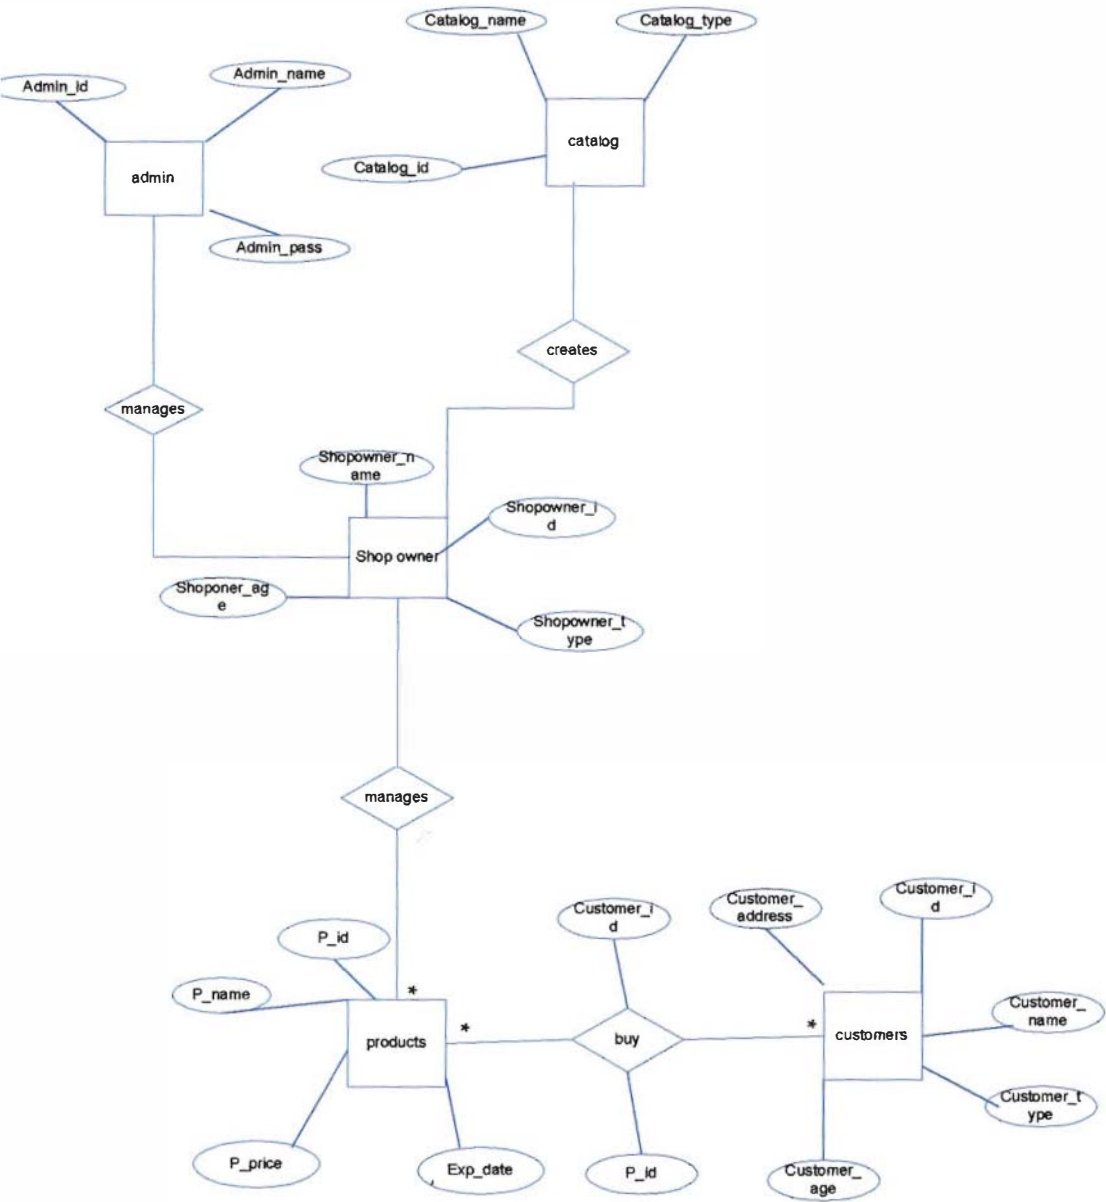 Catalog_name
Catalog_type
Admin_name
Admin_id
catalog
Catalog_id
admin
Admin_pass
creates
manages
Shopowner_n
ame
Shopowner_i
d
Shop owner
Shoponer_ag
e
Shopowner_t
ype
manages
Customer_i
d
Customer_
address
Customer_i
d
P_id
P_name
*
*
*
Customer_
name
products
buy
customers
Customer_t
ype
P_price
Exp_date
P_id
Customer_
age